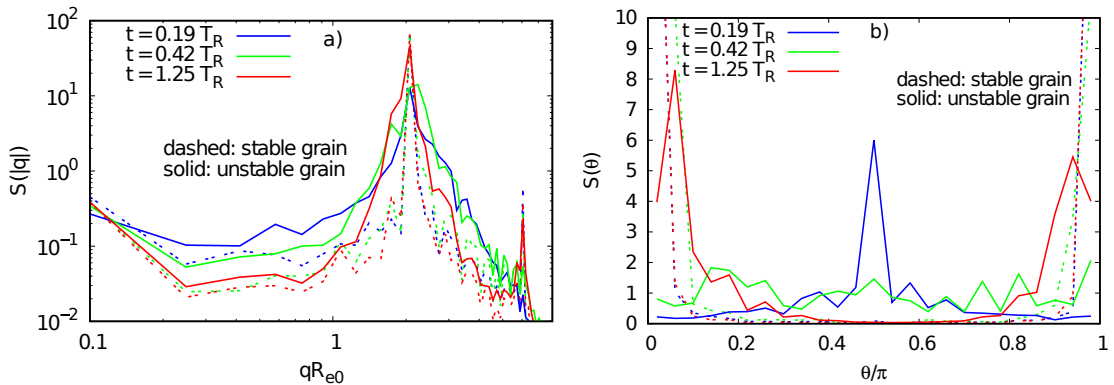 t = 0.19 T_R
t = 0.42 T_R
t = 1.25 T_R
a)
dashed: stable grain
solid: unstable grain
S(|q|)
10^2
10^1
10^0
10^-1
10^-2
0.1
1
qR_e0
t = 0.19 T_R
t = 0.42 T_R
t = 1.25 T_R
b)
dashed: stable grain
solid: unstable grain
S(θ)
10
9
8
7
6
5
4
3
2
1
0
0
0.2
0.4
0.6
0.8
1
θ/π